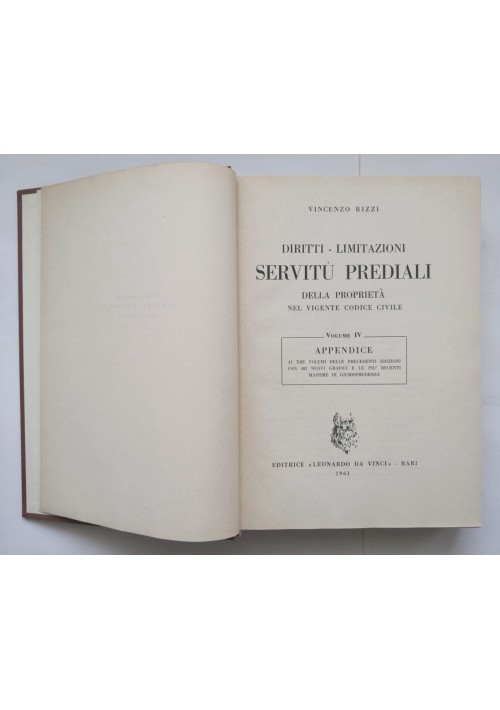 VINCENZO RIZZI
DIRITTI - LIMITAZIONI
SERVITÙ PREDIALI
DELLA PROPRIETÀ
NEL VIGENTE CODICE CIVILE
VOLUME IV
APPENDICE
AI TRE VOLUMI DELLE PRECEDENTI EDIZIONI
CON NUOVI GRAFICI E LE PIU' RECENTI
MASSIME DI GIURISPRUDENZA
EDITRICE «LEONARDO DA VINCI» - BARI
1961